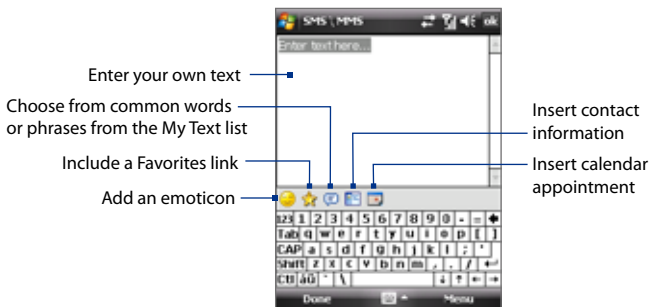 SMS \ MMS
ok
Enter text here...
Enter your own text
Choose from common words
or phrases from the My Text list
Include a Favorites link
Add an emoticon
Insert contact
information
Insert calendar
appointment
123 1 2 3 4 5 6 7 8 9 0 - =
Tab q w e r t y u i o p [ ]
CAP a s d f g h j k l ; '
Shift z x c v b n m , . /
Ctl áü ` \
Done
Menu